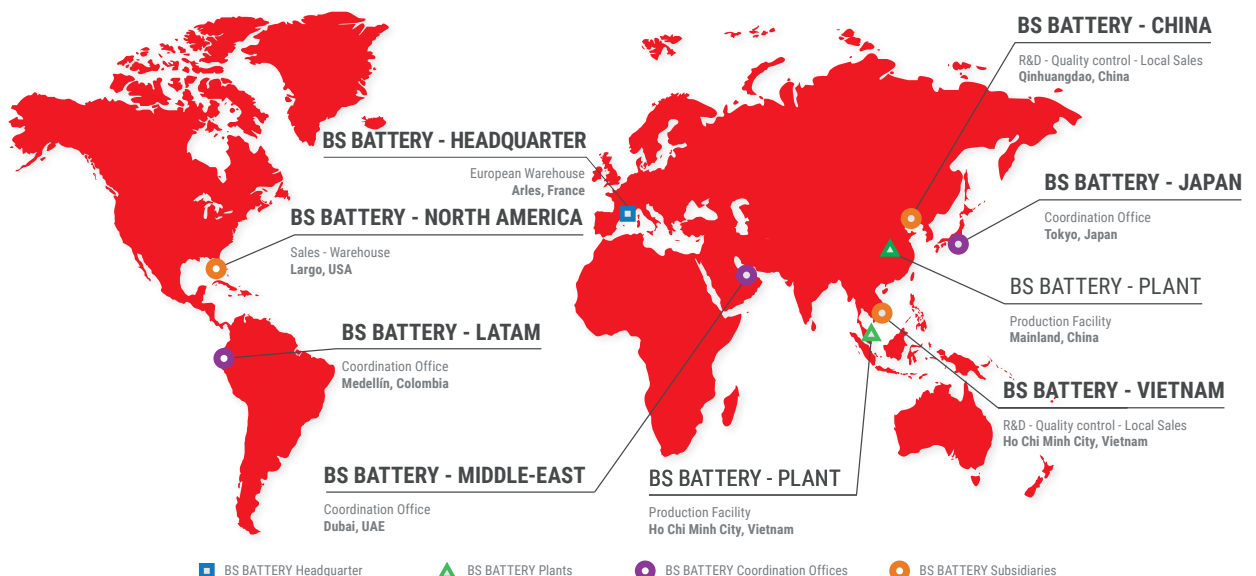 BS BATTERY - CHINA
R&D - Quality control - Local Sales
Qinhuangdao, China
BS BATTERY - HEADQUARTER
European Warehouse
Arles, France
BS BATTERY - JAPAN
Coordination Office
Tokyo, Japan
BS BATTERY - NORTH AMERICA
Sales - Warehouse
Largo, USA
BS BATTERY - PLANT
Production Facility
Mainland, China
BS BATTERY - LATAM
Coordination Office
Medellín, Colombia
BS BATTERY - VIETNAM
R&D - Quality control - Local Sales
Ho Chi Minh City, Vietnam
BS BATTERY - MIDDLE-EAST
Coordination Office
Dubai, UAE
BS BATTERY - PLANT
Production Facility
Ho Chi Minh City, Vietnam
BS BATTERY Headquarter
BS BATTERY Plants
BS BATTERY Coordination Offices
BS BATTERY Subsidiaries